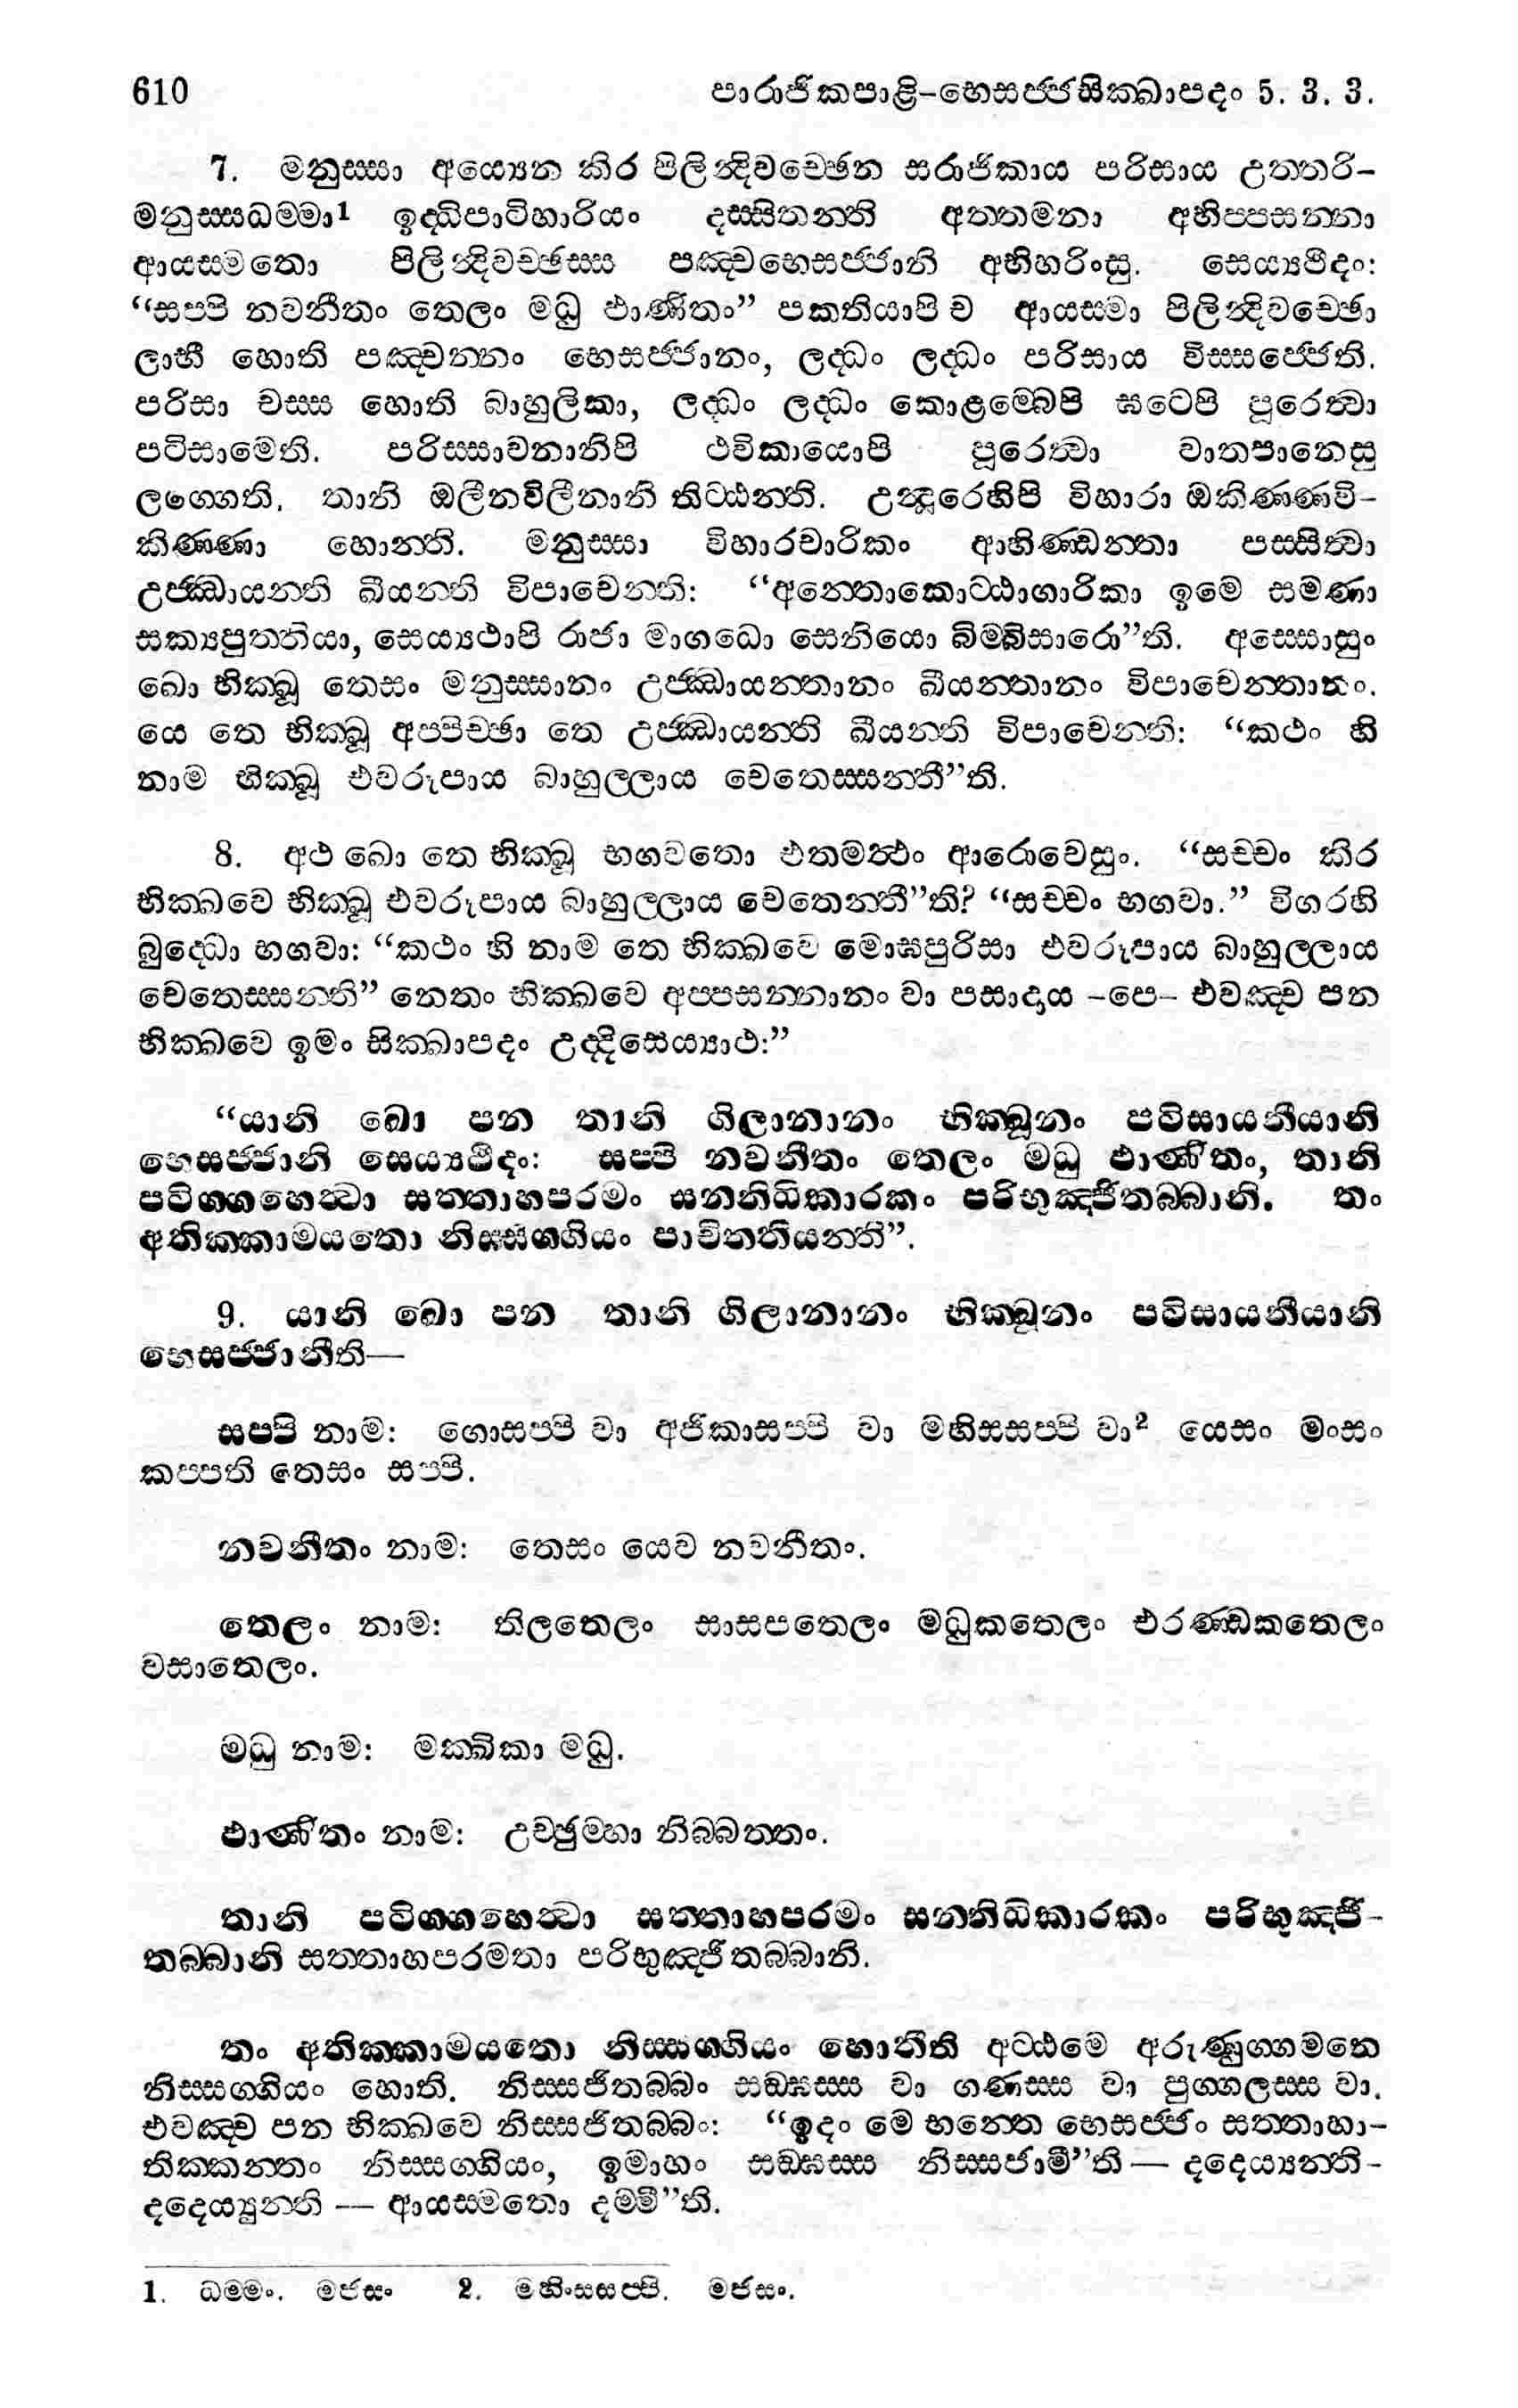 610 පාරාජිකපාළි-භෙසජ්ජසික්ඛාපදං 5. 3. 3.
7. මනුස්සා අය්‍යෙන කිර පිලින්දිවච්ඡෙන සරාජිකාය පරිසාය උත්තරි-
මනුස්සධම්මා1 ඉද්ධිපාටිහාරියං දස්සිතන්ති අත්තමනා අභිප්පසන්නා
ආයස්මතො පිලින්දිවච්ඡස්ස පඤ්චභෙසජ්ජානි අභිහරිංසු. සෙය්‍යථිදං:
“සප්පි නවනීතං තෙලං මධු ඵාණිතං” පකතියාපි ච ආයස්මා පිලින්දිවච්ඡො
ලාභී හොති පඤ්චන්නං භෙසජ්ජානං, ලද්ධං ලද්ධං පරිසාය විස්සජ්ජෙති.
පරිසා චස්ස හොති බාහුලිකා, ලද්ධං ලද්ධං කොළම්බෙපි ඝටෙපි පූරෙත්වා
පටිසාමෙති. පරිස්සාවනානිපි ථවිකායොපි පූරෙත්වා වාතපානෙසු
ලග්ගෙති. තානි ඔලීනවිලීනානි තිට්ඨන්ති. උන්දුරෙහිපි විහාරා ඔකිණ්ණවි-
කිණ්ණා හොන්ති. මනුස්සා විහාරචාරිකං ආහිණ්ඩන්තා පස්සිත්වා
උජ්ඣායන්ති ඛීයන්ති විපාචෙන්ති: “අන්තොකොට්ඨාගාරිකා ඉමෙ සමණා
සක්‍යපුත්තියා, සෙය්‍යථාපි රාජා මාගධො සෙනියො බිම්බිසාරො”ති. අස්සොසුං
ඛො භික්ඛූ තෙසං මනුස්සානං උජ්ඣායන්තානං ඛීයන්තානං විපාචෙන්තානං.
යෙ තෙ භික්ඛූ අප්පිච්ඡා තෙ උජ්ඣායන්ති ඛීයන්ති විපාචෙන්ති: “කථං හි
නාම භික්ඛූ එවරූපාය බාහුල්ලාය චෙතෙස්සන්තී”ති.
8. අථ ඛො තෙ භික්ඛූ භගවතො එතමත්ථං ආරොචෙසුං. “සච්චං කිර
භික්ඛවෙ භික්ඛූ එවරූපාය බාහුල්ලාය චෙතෙන්තී”ති? “සච්චං භගවා.” විගරහි
බුද්ධො භගවා: “කථං හි නාම තෙ භික්ඛවෙ මොඝපුරිසා එවරූපාය බාහුල්ලාය
චෙතෙස්සන්ති” නෙතං භික්ඛවෙ අප්පසන්නානං වා පසාදාය -පෙ- එවඤ්ච පන
භික්ඛවෙ ඉමං සික්ඛාපදං උද්දිසෙය්‍යාථ:”
“යානි ඛො පන තානි ගිලානානං භික්ඛූනං පටිසායනීයානි
භෙසජ්ජානි සෙය්‍යථිදං: සප්පි නවනීතං තෙලං මධු ඵාණිතං, තානි
පටිග්ගහෙත්වා සත්තාහපරමං සන්නිධිකාරකං පරිභුඤ්ජිතබ්බානි. තං
අතික්කාමයතො නිස්සග්ගියං පාචිත්තියන්ති”.
9. යානි ඛො පන තානි ගිලානානං භික්ඛූනං පටිසායනීයානි
භෙසජ්ජානීති—
සප්පි නාම: ගොසප්පි වා අජිකාසප්පි වා මහිසසප්පි වා2 යෙසං මංසං
කප්පති තෙසං සප්පි.
නවනීතං නාම: තෙසං යෙව නවනීතං.
තෙලං නාම: තිලතෙලං සාසපතෙලං මධුකතෙලං එරණ්ඩකතෙලං
වසාතෙලං.
මධු නාම: මක්ඛිකා මධු.
ඵාණිතං නාම: උච්ඡුම්හා නිබ්බත්තං.
තානි පටිග්ගහෙත්වා සත්තාහපරමං සන්නිධිකාරකං පරිභුඤ්ජි-
තබ්බානි සත්තාහපරමතා පරිභුඤ්ජිතබ්බානි.
තං අතික්කාමයතො නිස්සග්ගියං හොතීති අට්ඨමෙ අරුණුග්ගමනෙ
නිස්සග්ගියං හොති. නිස්සජිතබ්බං සඞ්ඝස්ස වා ගණස්ස වා පුග්ගලස්ස වා.
එවඤ්ච පන භික්ඛවෙ නිස්සජිතබ්බං: “ඉදං මෙ භන්තෙ භෙසජ්ජං සත්තාහා-
තික්කන්තං නිස්සග්ගියං, ඉමාහං සඞ්ඝස්ස නිස්සජාමී”ති — දදෙය්‍යන්ති-
දදෙය්‍යුන්ති — ආයස්මතො දම්මී”ති.
1. ධම්මං. මජසං 2. මහිංසසප්පි. මජසං.